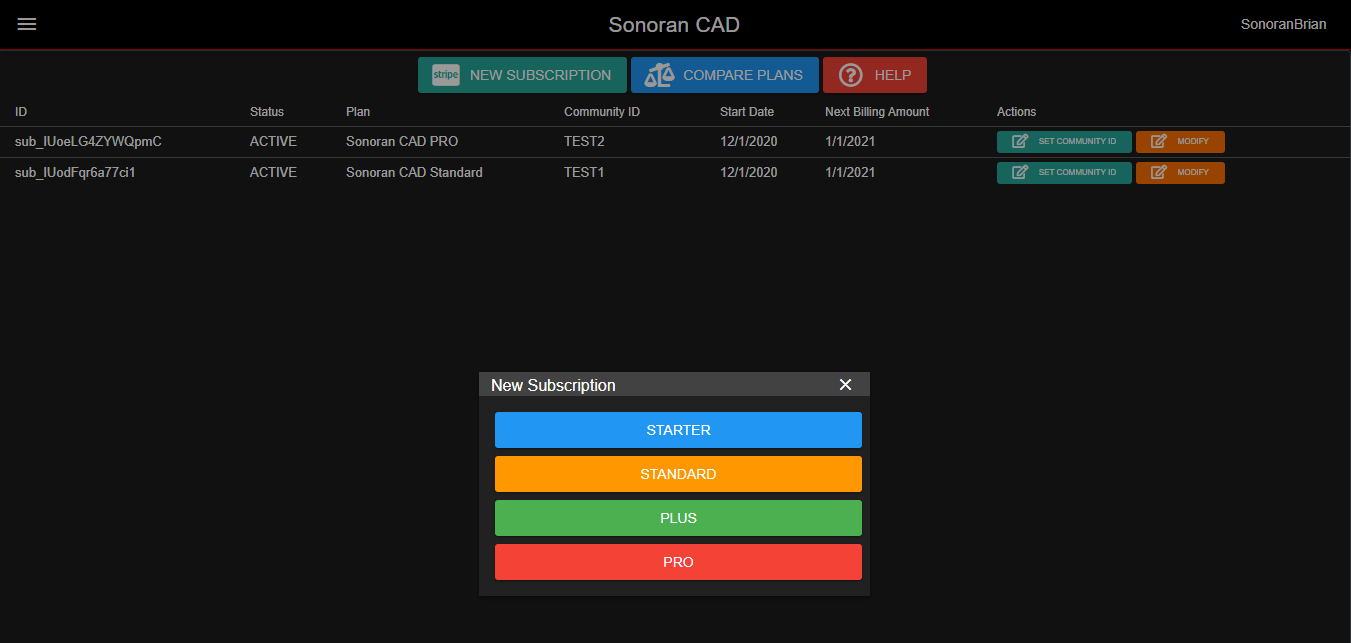 Sonoran CAD
SonoranBrian
stripe NEW SUBSCRIPTION COMPARE PLANS ? HELP
ID Status Plan Community ID Start Date Next Billing Amount Actions
sub_IUoeLG4ZYWQpmC ACTIVE Sonoran CAD PRO TEST2 12/1/2020 1/1/2021 SET COMMUNITY ID MODIFY
sub_IUodFqr6a77ci1 ACTIVE Sonoran CAD Standard TEST1 12/1/2020 1/1/2021 SET COMMUNITY ID MODIFY
New Subscription
STARTER
STANDARD
PLUS
PRO